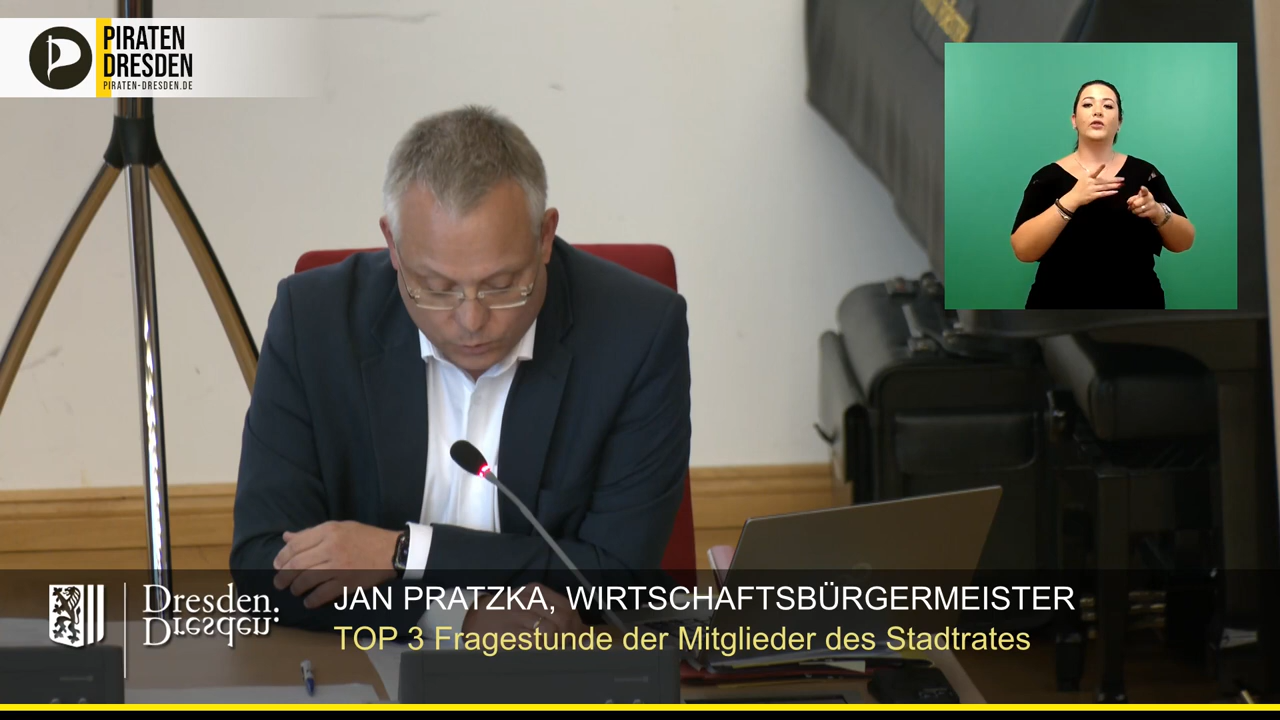 PIRATEN
DRESDEN
PIRATEN-DRESDEN.DE
Dresden.
Dresden.
JAN PRATZKA, WIRTSCHAFTSBÜRGERMEISTER
TOP 3 Fragestunde der Mitglieder des Stadtrates